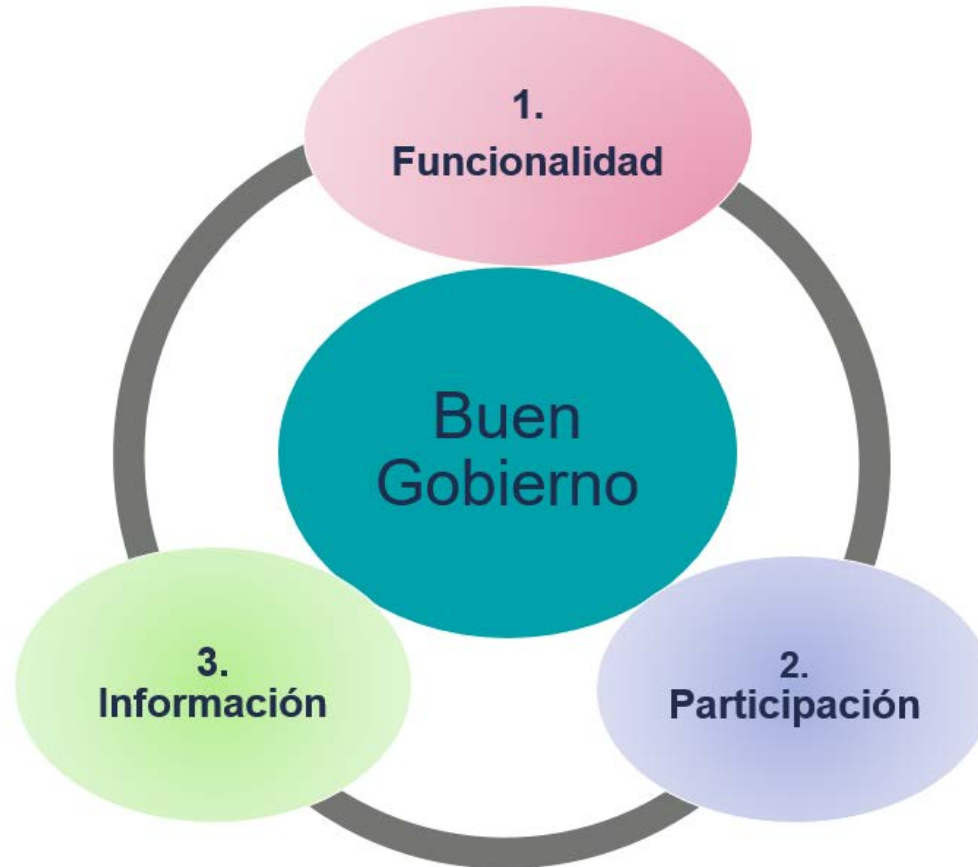 1.
Funcionalidad
Buen
Gobierno
3.
Información
2.
Participación